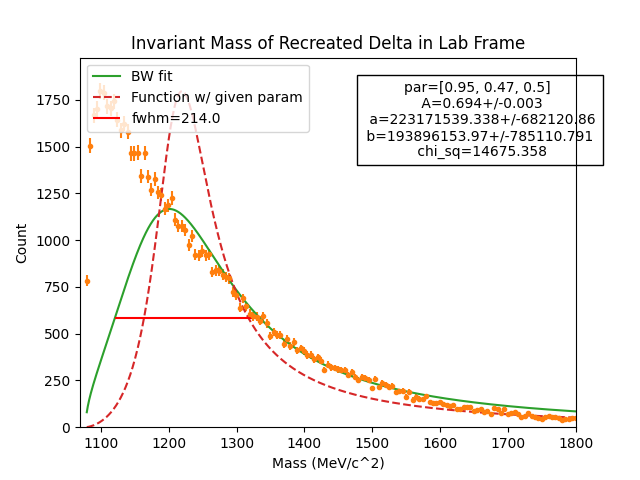 Invariant Mass of Recreated Delta in Lab Frame
BW fit
Function w/ given param
fwhm=214.0
par=[0.95, 0.47, 0.5]
A=0.694+/-0.003
a=223171539.338+/-682120.86
b=193896153.97+/-785110.791
chi_sq=14675.358
Count
1750
1500
1250
1000
750
500
250
0
1100 1200 1300 1400 1500 1600 1700 1800
Mass (MeV/c^2)